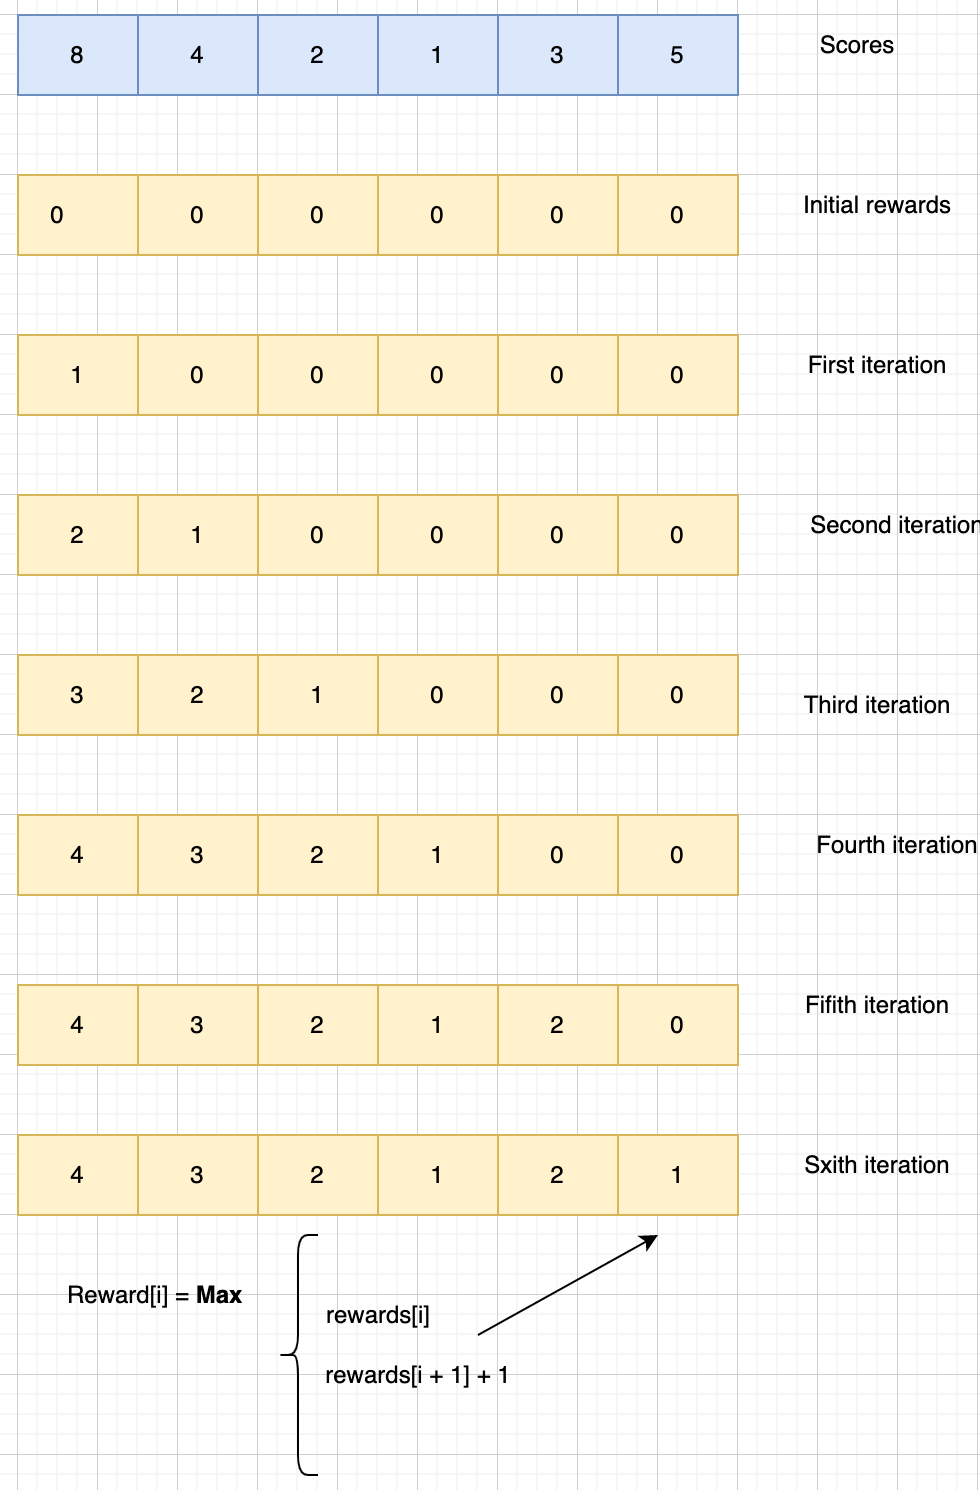 8 4 2 1 3 5 Scores
0 0 0 0 0 0 Initial rewards
1 0 0 0 0 0 First iteration
2 1 0 0 0 0 Second iteration
3 2 1 0 0 0 Third iteration
4 3 2 1 0 0 Fourth iteration
4 3 2 1 2 0 Fifith iteration
4 3 2 1 2 1 Sxith iteration
Reward[i] = Max
rewards[i]
rewards[i + 1] + 1